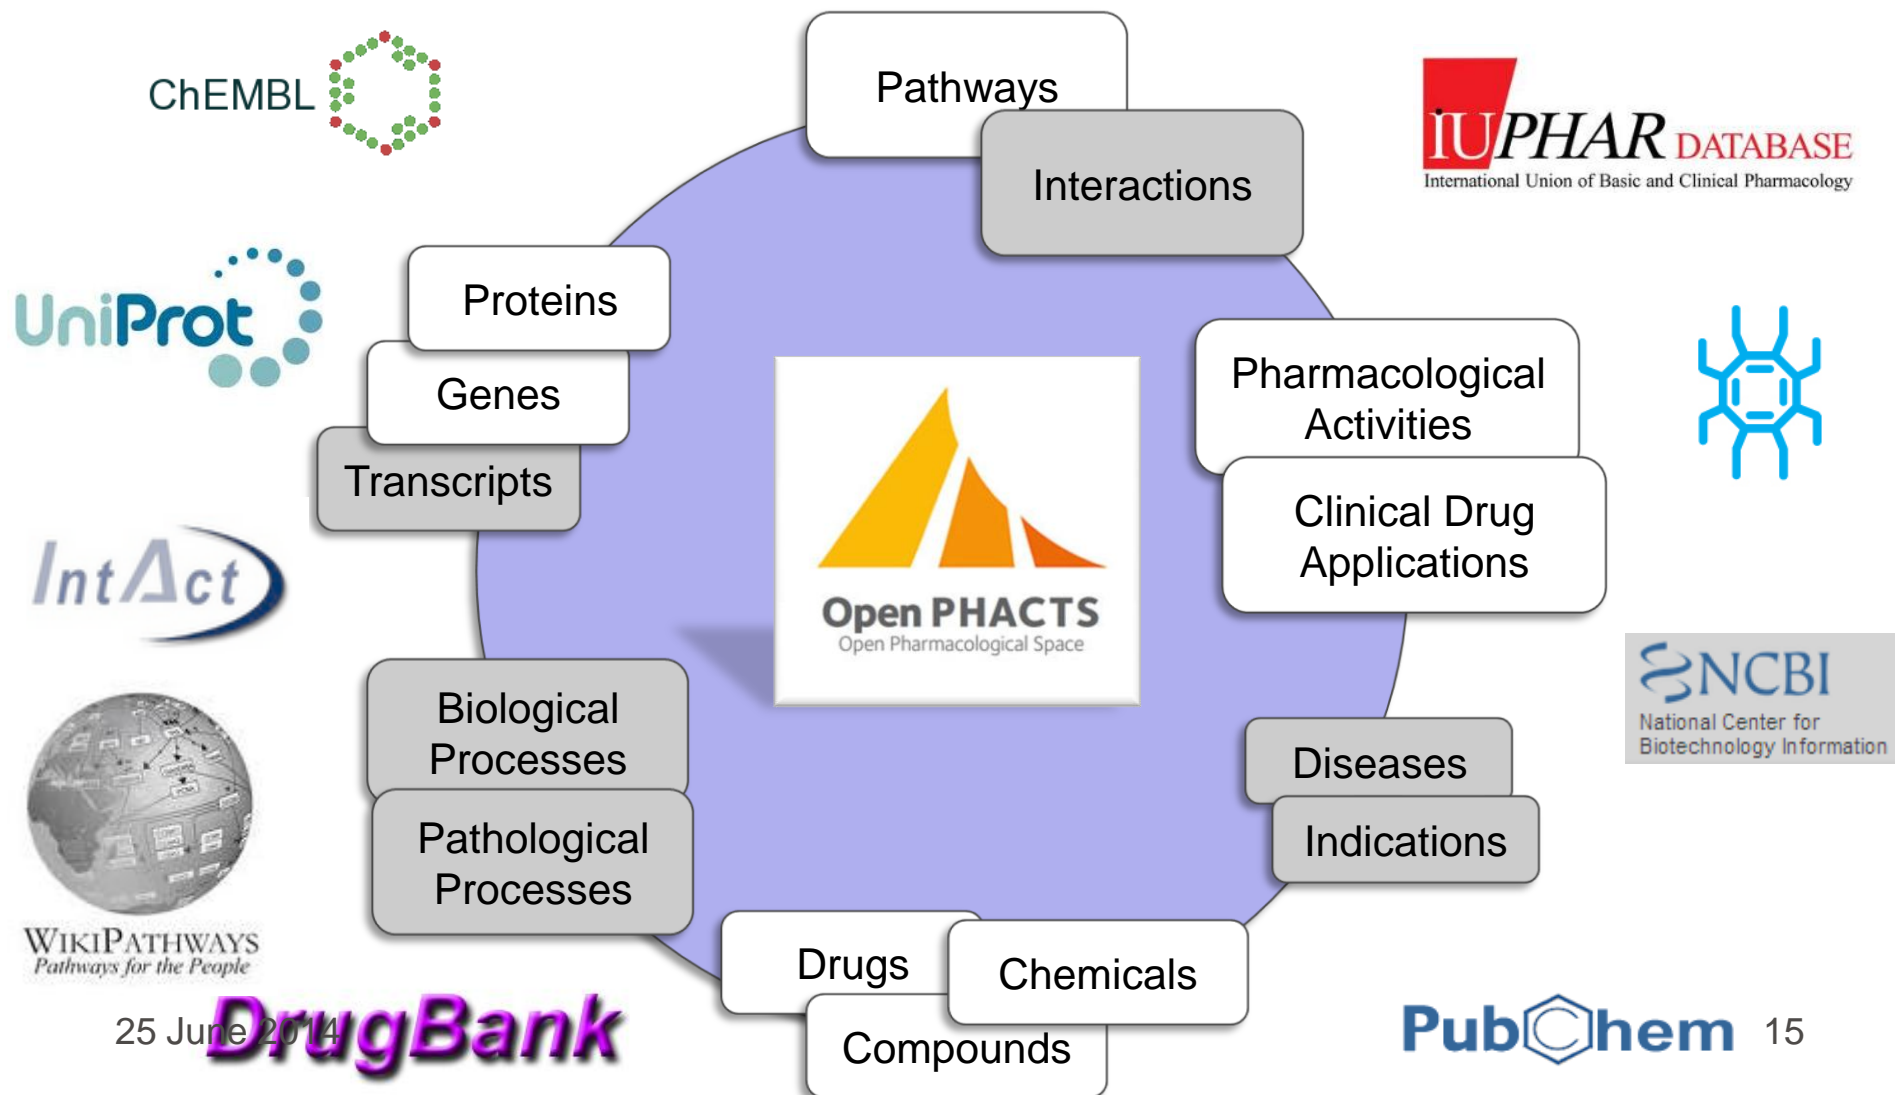 ChEMBL
Pathways
Interactions
IUPHAR DATABASE
International Union of Basic and Clinical Pharmacology
UniProt
Proteins
Genes
Transcripts
Pharmacological
Activities
Clinical Drug
Applications
Open PHACTS
Open Pharmacological Space
IntAct
NCBI
National Center for
Biotechnology Information
Biological
Processes
Pathological
Processes
Diseases
Indications
WIKIPATHWAYS
Pathways for the People
Drugs
Chemicals
Compounds
DrugBank
25 June 2014
PubChem
15